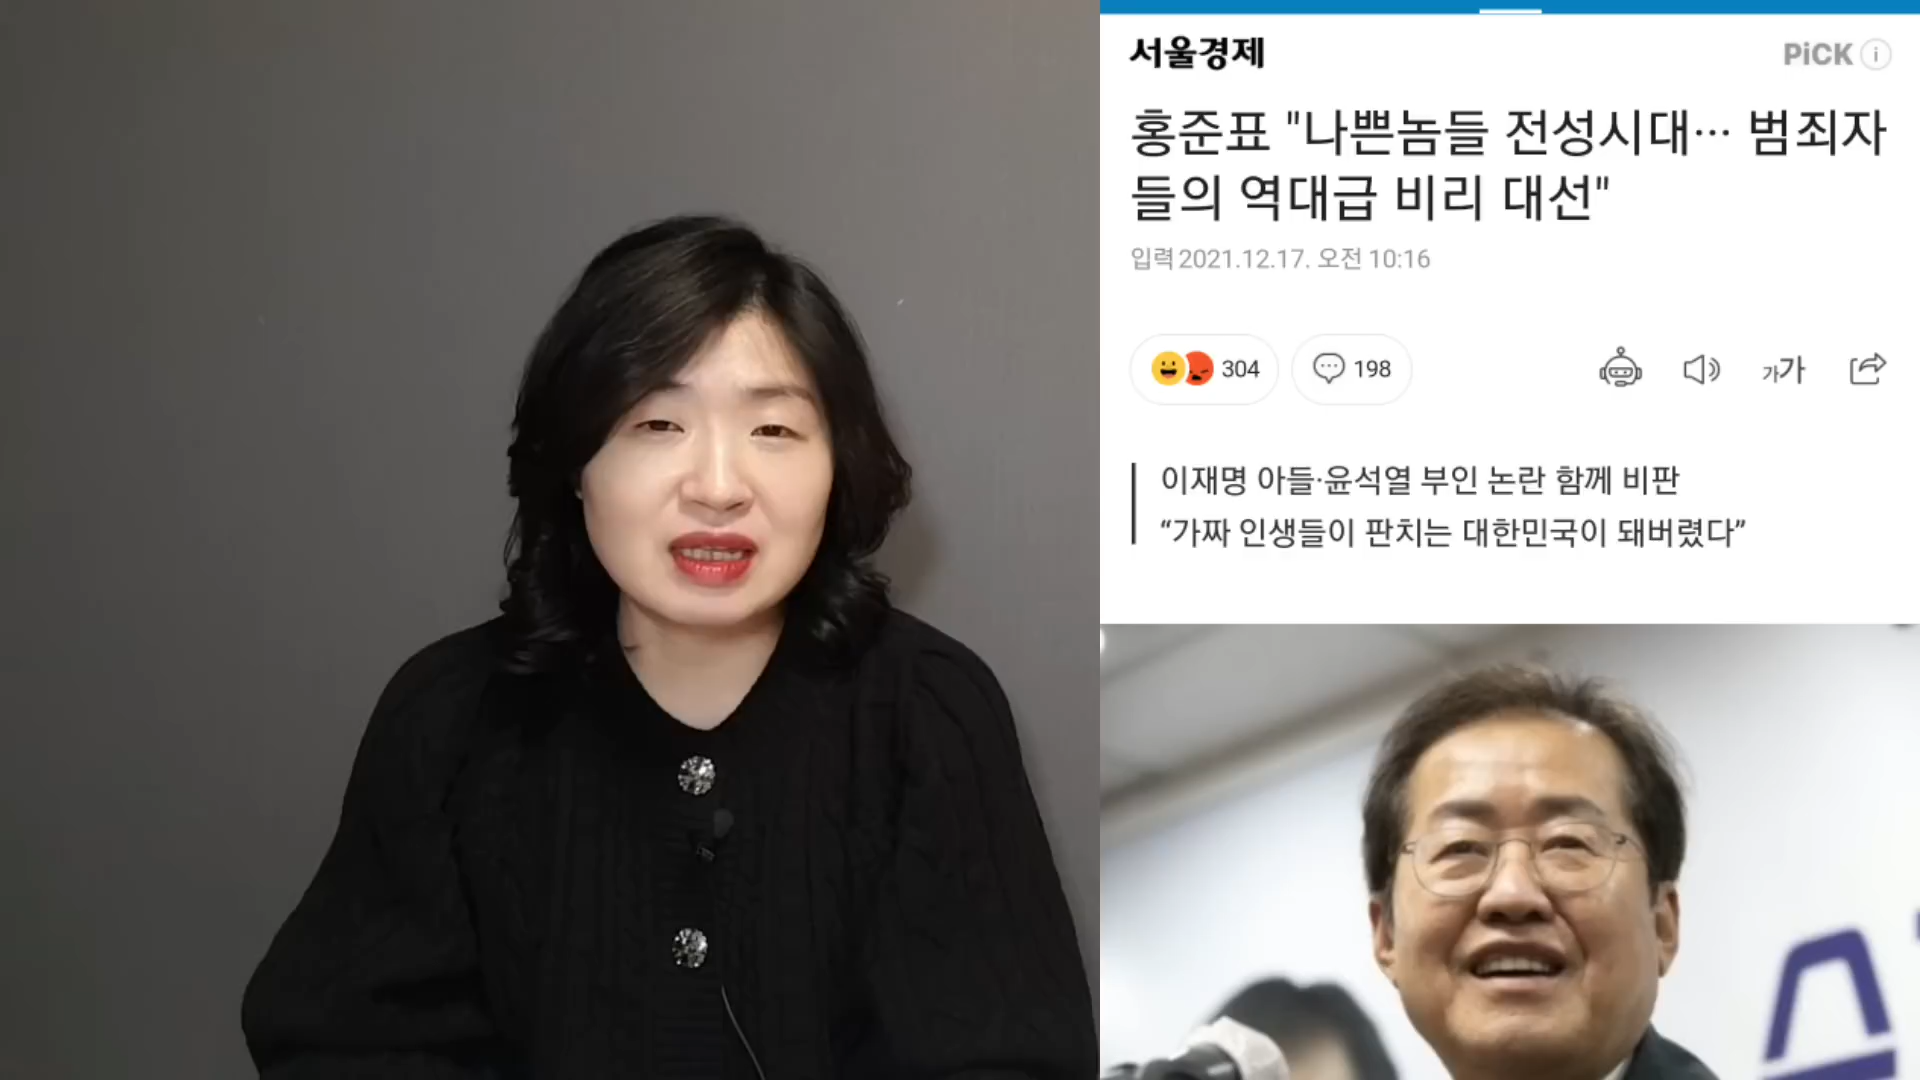 서울경제
PiCK
홍준표 "나쁜놈들 전성시대… 범죄자
들의 역대급 비리 대선"
입력 2021.12.17. 오전 10:16
304
198
가가
이재명 아들·윤석열 부인 논란 함께 비판
“가짜 인생들이 판치는 대한민국이 돼버렸다”